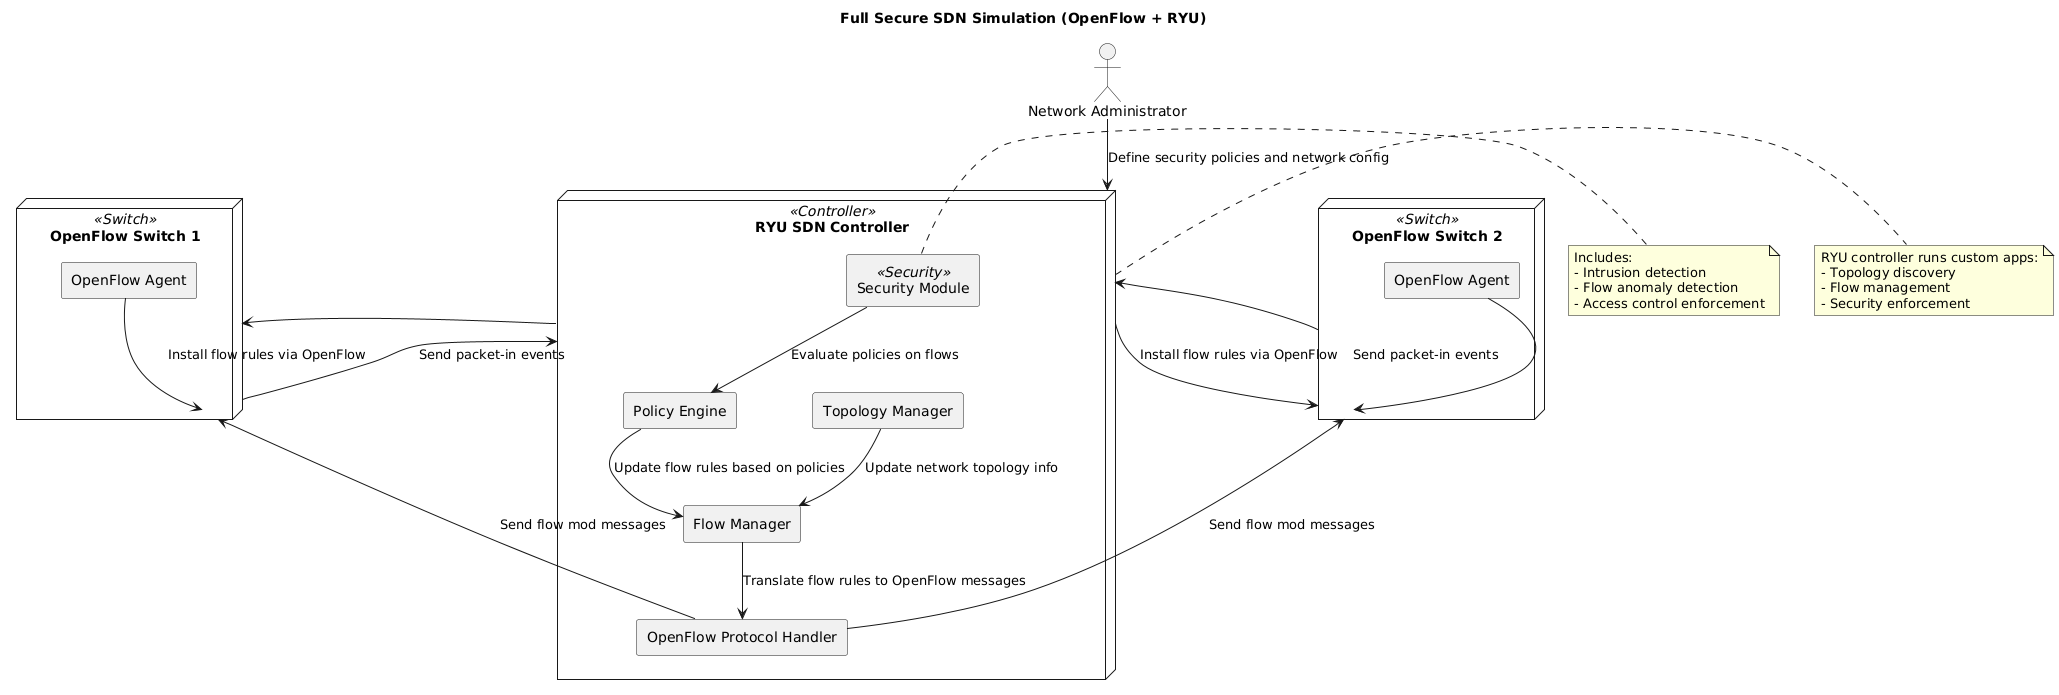 Full Secure SDN Simulation (OpenFlow + RYU)
Network Administrator
Define security policies and network config
«Switch»
OpenFlow Switch 1
OpenFlow Agent
«Controller»
RYU SDN Controller
«Security»
Security Module
«Switch»
OpenFlow Switch 2
OpenFlow Agent
Includes:
- Intrusion detection
- Flow anomaly detection
- Access control enforcement
RYU controller runs custom apps:
- Topology discovery
- Flow management
- Security enforcement
Install flow rules via OpenFlow
Send packet-in events
Evaluate policies on flows
Install flow rules via OpenFlow
Send packet-in events
Policy Engine
Topology Manager
Update flow rules based on policies
Update network topology info
Send flow mod messages
Flow Manager
Send flow mod messages
Translate flow rules to OpenFlow messages
OpenFlow Protocol Handler